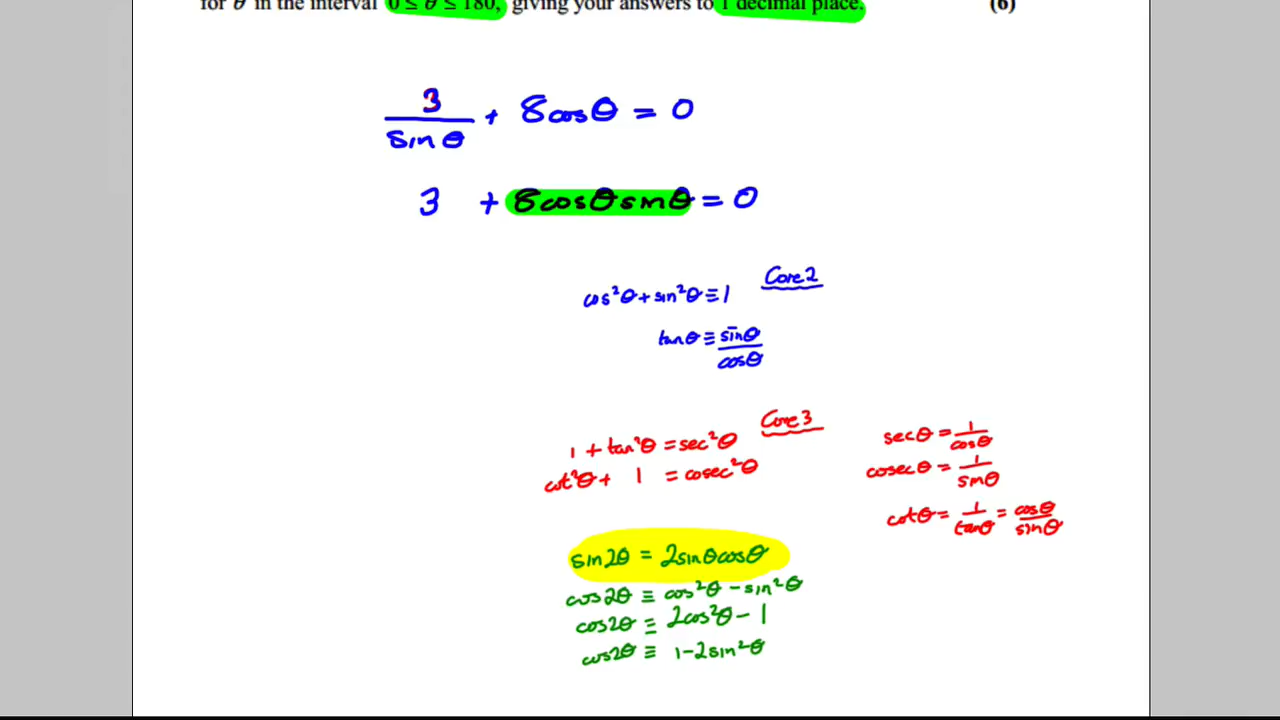 for θ in the interval 0 ≤ θ ≤ 180, giving your answers to 1 decimal place. (6)
3/sinθ + 8cosθ = 0
3 + 8cosθsinθ = 0
Core 2
cos²θ + sin²θ ≡ 1
tanθ ≡ sinθ/cosθ
Core 3
1 + tan²θ = sec²θ
cot²θ + 1 = cosec²θ
secθ = 1/cosθ
cosecθ = 1/sinθ
cotθ = 1/tanθ = cosθ/sinθ
sin2θ = 2sinθcosθ
cos2θ ≡ cos²θ - sin²θ
cos2θ ≡ 2cos²θ - 1
cos2θ ≡ 1 - 2sin²θ